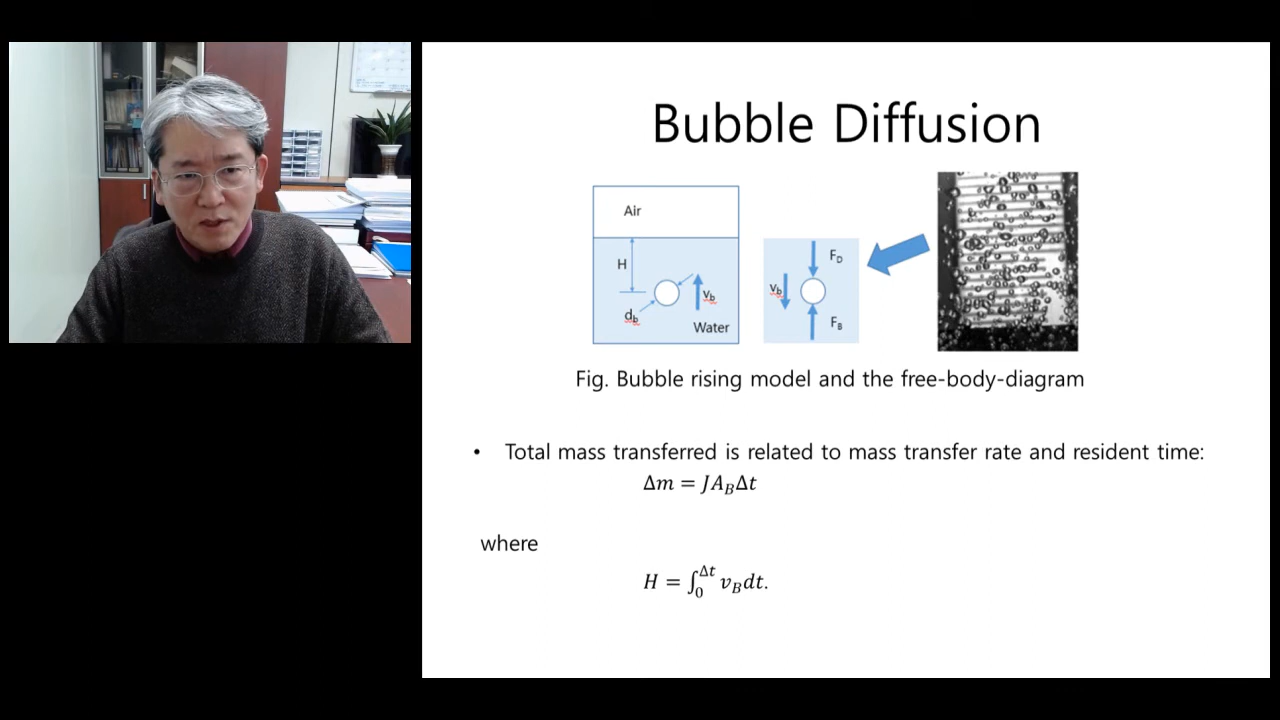 Bubble Diffusion
Air
H
d_b
v_b
Water
F_D
v_b
F_B
Fig. Bubble rising model and the free-body-diagram
• Total mass transferred is related to mass transfer rate and resident time:
Δm = JA_BΔt
where
H = ∫_0^Δt v_B dt.